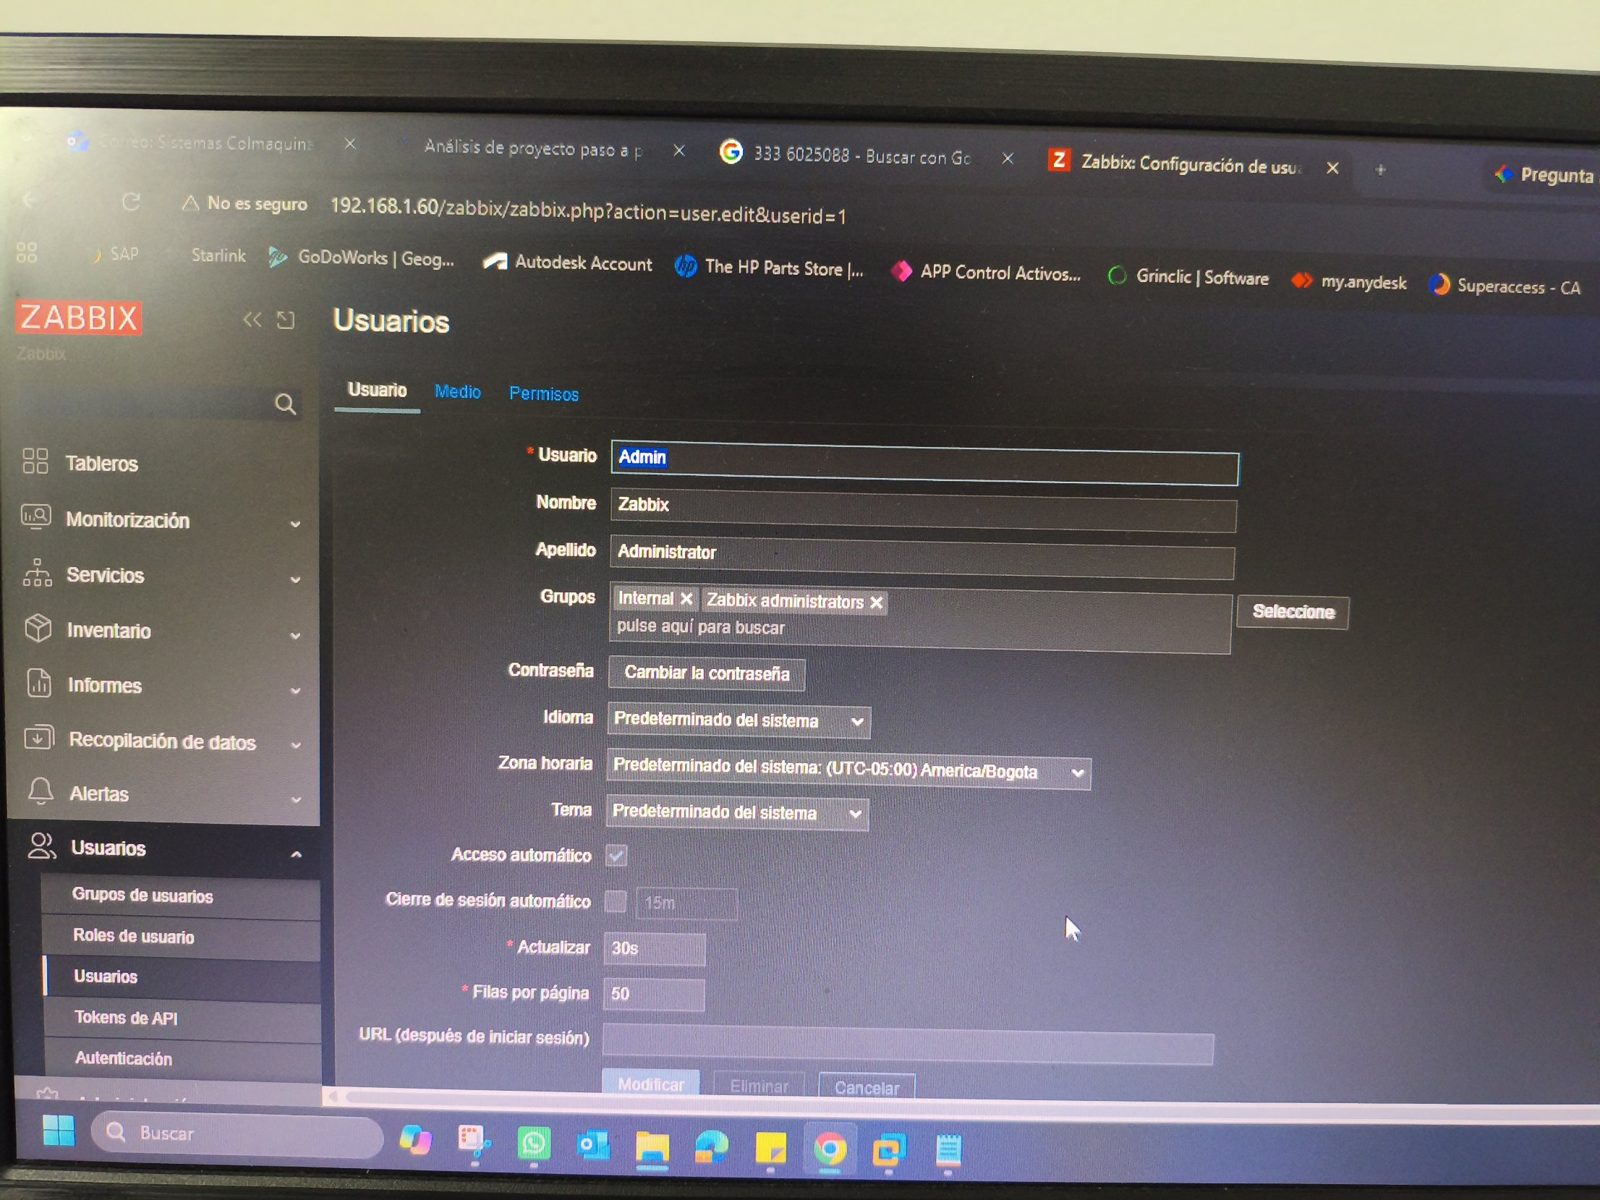 Sistemas Colmaquina
Análisis de proyecto paso a p
333 6025088 - Buscar con Go
Zabbix: Configuración de usu
Pregunta
No es seguro
192.168.1.60/zabbix/zabbix.php?action=user.edit&userid=1
SAP
Starlink
GoDoWorks | Geog...
Autodesk Account
The HP Parts Store |...
APP Control Activos...
Grinclic | Software
my.anydesk
Superaccess - CA
ZABBIX
Zabbix
Tableros
Monitorización
Servicios
Inventario
Informes
Recopilación de datos
Alertas
Usuarios
Grupos de usuarios
Roles de usuario
Usuarios
Tokens de API
Autenticación
Usuarios
Usuario Medio Permisos
* Usuario Admin
Nombre Zabbix
Apellido Administrator
Grupos Internal Zabbix administrators
pulse aquí para buscar
Seleccione
Contraseña Cambiar la contraseña
Idioma Predeterminado del sistema
Zona horaria Predeterminado del sistema: (UTC-05:00) America/Bogota
Tema Predeterminado del sistema
Acceso automático
Cierre de sesión automático 15m
* Actualizar 30s
* Filas por página 50
URL (después de iniciar sesión)
Modificar Eliminar Cancelar
Buscar